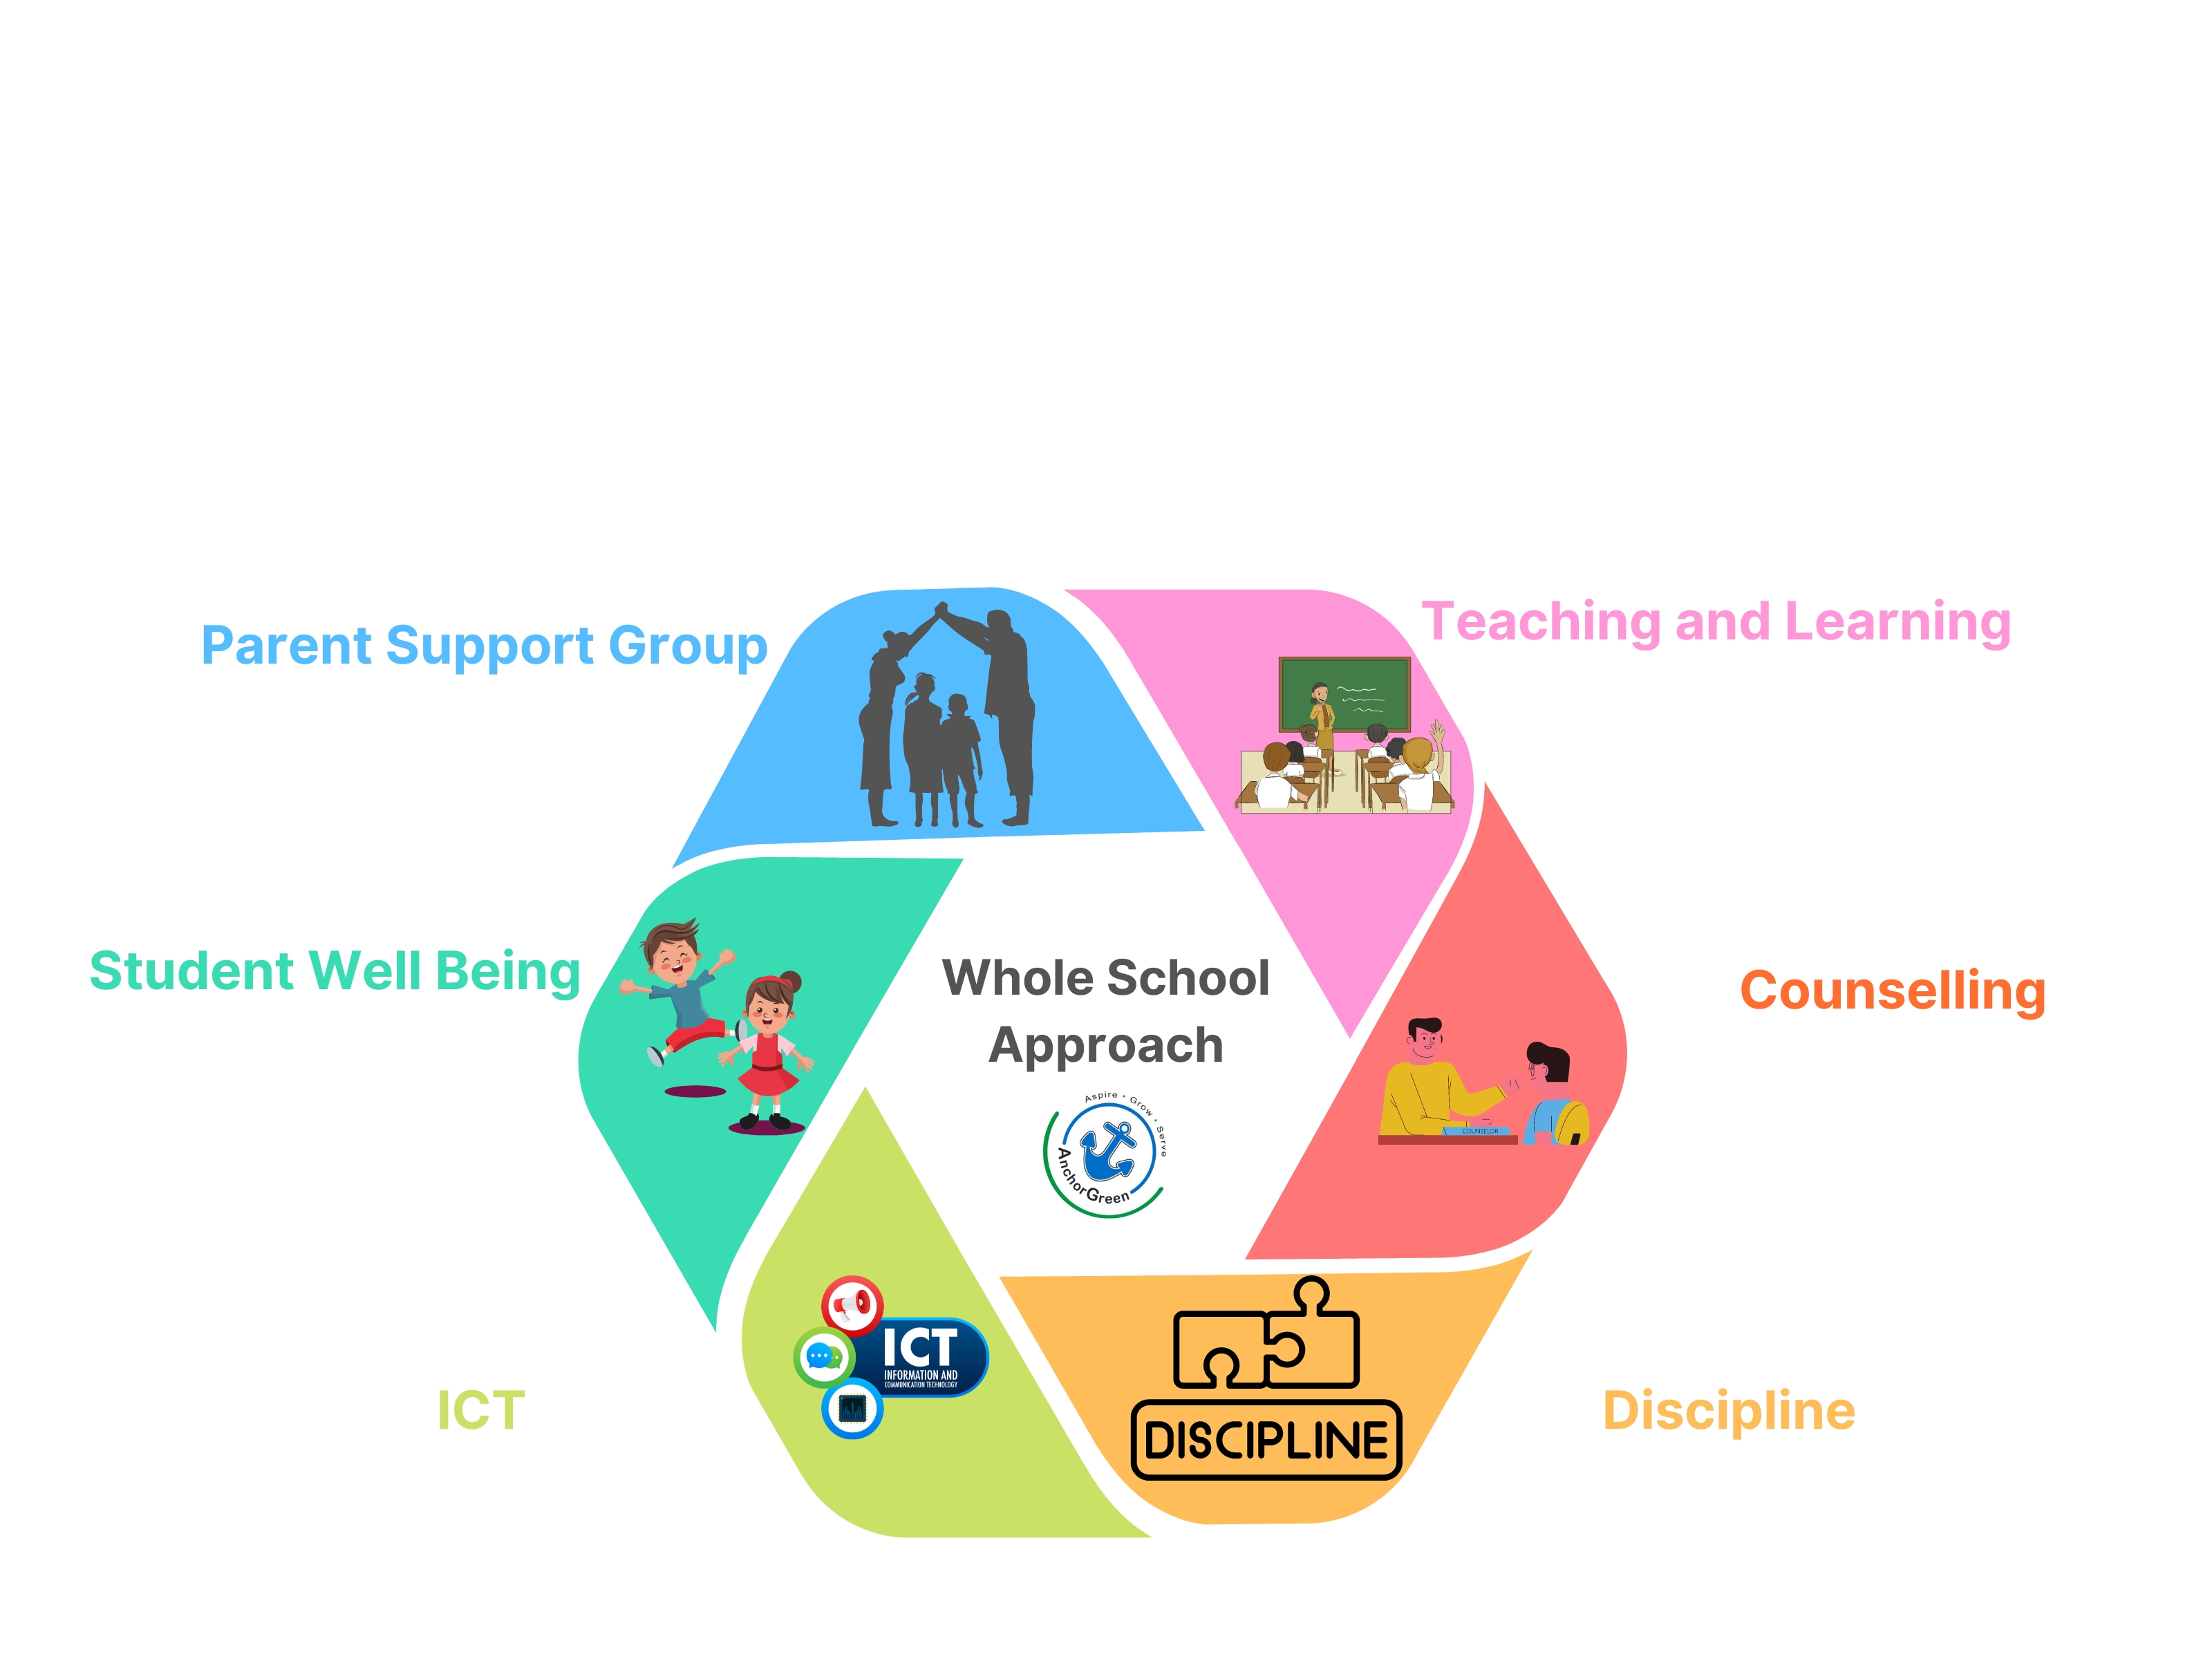 Parent Support Group
Teaching and Learning
Student Well Being
Whole School
Approach
Counselling
Aspire • Grow • Serve
AnchorGreen
COUNSELOR
ICT
INFORMATION AND
COMMUNICATION TECHNOLOGY
ICT
DISCIPLINE
Discipline